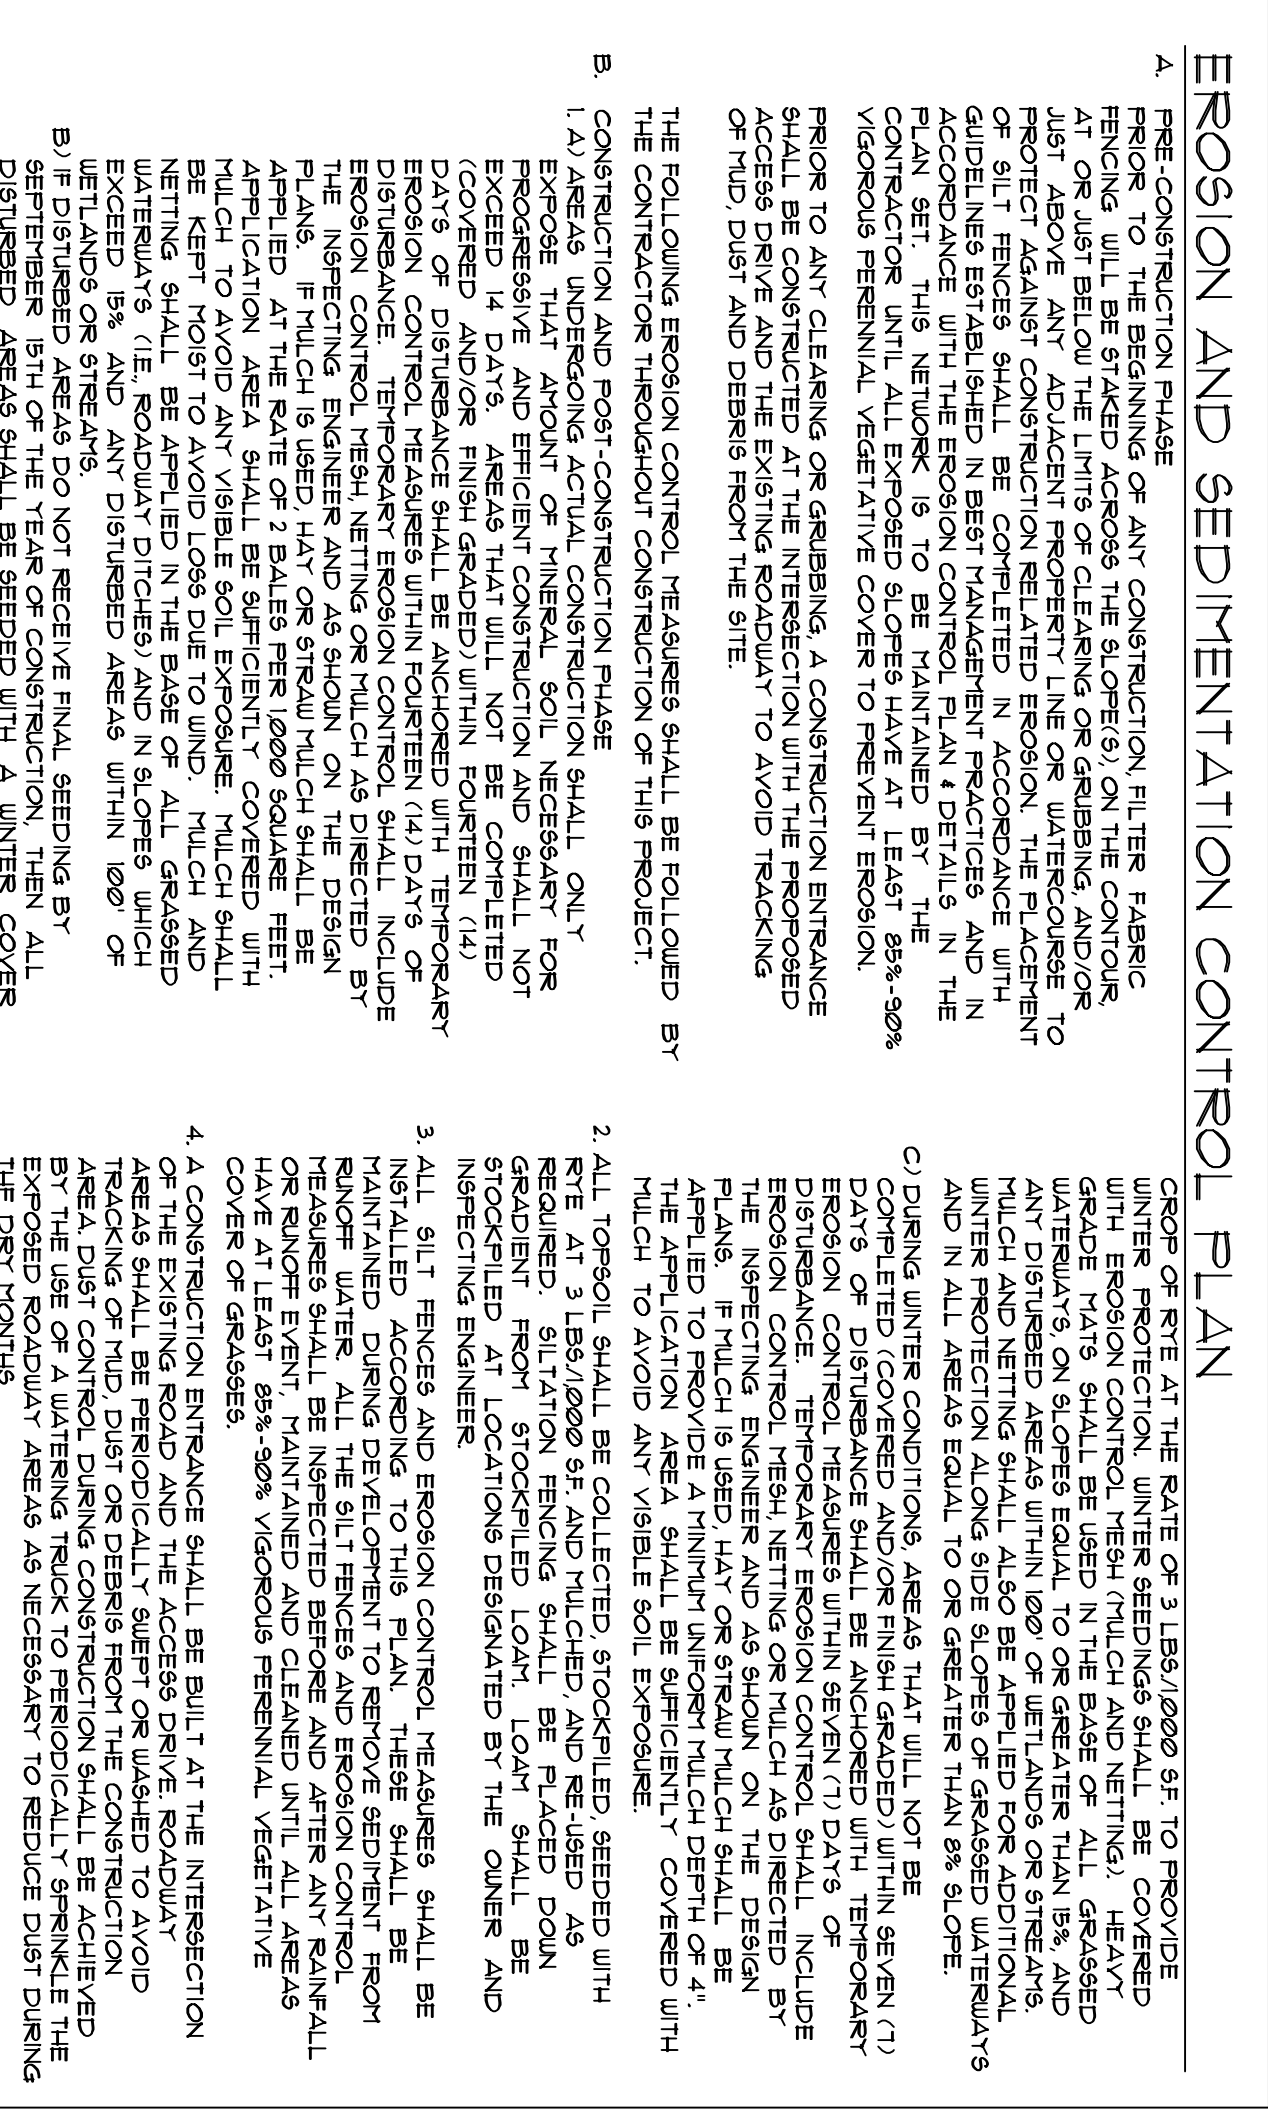 EROSION AND SEDIMENTATION CONTROL PLAN
A. PRE-CONSTRUCTION PHASE
PRIOR TO THE BEGINNING OF ANY CONSTRUCTION, FILTER FABRIC
FENCING WILL BE STAKED ACROSS THE SLOPE(S), ON THE CONTOUR,
AT OR JUST BELOW THE LIMITS OF CLEARING OR GRUBBING, AND/OR
JUST ABOVE ANY ADJACENT PROPERTY LINE OR WATERCOURSE TO
PROTECT AGAINST CONSTRUCTION RELATED EROSION. THE PLACEMENT
OF SILT FENCES SHALL BE COMPLETED IN ACCORDANCE WITH
GUIDELINES ESTABLISHED IN BEST MANAGEMENT PRACTICES AND IN
ACCORDANCE WITH THE EROSION CONTROL PLAN & DETAILS IN THE
PLAN SET. THIS NETWORK IS TO BE MAINTAINED BY THE
CONTRACTOR UNTIL ALL EXPOSED SLOPES HAVE AT LEAST 85%-90%
VIGOROUS PERENNIAL VEGETATIVE COVER TO PREVENT EROSION.
PRIOR TO ANY CLEARING OR GRUBBING, A CONSTRUCTION ENTRANCE
SHALL BE CONSTRUCTED AT THE INTERSECTION WITH THE PROPOSED
ACCESS DRIVE AND THE EXISTING ROADWAY TO AVOID TRACKING
OF MUD, DUST AND DEBRIS FROM THE SITE.
THE FOLLOWING EROSION CONTROL MEASURES SHALL BE FOLLOWED BY
THE CONTRACTOR THROUGHOUT CONSTRUCTION OF THIS PROJECT.
B. CONSTRUCTION AND POST-CONSTRUCTION PHASE
1. A) AREAS UNDERGOING ACTUAL CONSTRUCTION SHALL ONLY
EXPOSE THAT AMOUNT OF MINERAL SOIL NECESSARY FOR
PROGRESSIVE AND EFFICIENT CONSTRUCTION AND SHALL NOT
EXCEED 14 DAYS. AREAS THAT WILL NOT BE COMPLETED
(COVERED AND/OR FINISH GRADED) WITHIN FOURTEEN (14)
DAYS OF DISTURBANCE SHALL BE ANCHORED WITH TEMPORARY
EROSION CONTROL MEASURES WITHIN FOURTEEN (14) DAYS OF
DISTURBANCE. TEMPORARY EROSION CONTROL SHALL INCLUDE
EROSION CONTROL MESH, NETTING OR MULCH AS DIRECTED BY
THE INSPECTING ENGINEER AND AS SHOWN ON THE DESIGN
PLANS. IF MULCH IS USED, HAY OR STRAW MULCH SHALL BE
APPLIED AT THE RATE OF 2 BALES PER 1,000 SQUARE FEET.
APPLICATION AREA SHALL BE SUFFICIENTLY COVERED WITH
MULCH TO AVOID ANY VISIBLE SOIL EXPOSURE. MULCH SHALL
BE KEPT MOIST TO AVOID LOSS DUE TO WIND. MULCH AND
NETTING SHALL BE APPLIED IN THE BASE OF ALL GRASSED
WATERWAYS (I.E., ROADWAY DITCHES) AND IN SLOPES WHICH
EXCEED 15% AND ANY DISTURBED AREAS WITHIN 100' OF
WETLANDS OR STREAMS.
B) IF DISTURBED AREAS DO NOT RECEIVE FINAL SEEDING BY
SEPTEMBER 15TH OF THE YEAR OF CONSTRUCTION, THEN ALL
DISTURBED AREAS SHALL BE SEEDED WITH A WINTER COVER
CROP OF RYE AT THE RATE OF 3 LBS./1,000 S.F. TO PROVIDE
WINTER PROTECTION. WINTER SEEDINGS SHALL BE COVERED
WITH EROSION CONTROL MESH (MULCH AND NETTING). HEAVY
GRADE MATS SHALL BE USED IN THE BASE OF ALL GRASSED
WATERWAYS, ON SLOPES EQUAL TO OR GREATER THAN 15%, AND
ANY DISTURBED AREAS WITHIN 100' OF WETLANDS OR STREAMS.
MULCH AND NETTING SHALL ALSO BE APPLIED FOR ADDITIONAL
WINTER PROTECTION ALONG SIDE SLOPES OF GRASSED WATERWAYS
AND IN ALL AREAS EQUAL TO OR GREATER THAN 8% SLOPE.
C) DURING WINTER CONDITIONS, AREAS THAT WILL NOT BE
COMPLETED (COVERED AND/OR FINISH GRADED) WITHIN SEVEN (7)
DAYS OF DISTURBANCE SHALL BE ANCHORED WITH TEMPORARY
EROSION CONTROL MEASURES WITHIN SEVEN (7) DAYS OF
DISTURBANCE. TEMPORARY EROSION CONTROL SHALL INCLUDE
EROSION CONTROL MESH, NETTING OR MULCH AS DIRECTED BY
THE INSPECTING ENGINEER AND AS SHOWN ON THE DESIGN
PLANS. IF MULCH IS USED, HAY OR STRAW MULCH SHALL BE
APPLIED TO PROVIDE A MINIMUM UNIFORM MULCH DEPTH OF 4".
THE APPLICATION AREA SHALL BE SUFFICIENTLY COVERED WITH
MULCH TO AVOID ANY VISIBLE SOIL EXPOSURE.
2. ALL TOPSOIL SHALL BE COLLECTED, STOCKPILED, SEEDED WITH
RYE AT 3 LBS./1,000 S.F. AND MULCHED, AND RE-USED AS
REQUIRED. SILTATION FENCING SHALL BE PLACED DOWN
GRADIENT FROM STOCKPILED LOAM. LOAM SHALL BE
STOCKPILED AT LOCATIONS DESIGNATED BY THE OWNER AND
INSPECTING ENGINEER.
3. ALL SILT FENCES AND EROSION CONTROL MEASURES SHALL BE
INSTALLED ACCORDING TO THIS PLAN. THESE SHALL BE
MAINTAINED DURING DEVELOPMENT TO REMOVE SEDIMENT FROM
RUNOFF WATER. ALL THE SILT FENCES AND EROSION CONTROL
MEASURES SHALL BE INSPECTED BEFORE AND AFTER ANY RAINFALL
OR RUNOFF EVENT, MAINTAINED AND CLEANED UNTIL ALL AREAS
HAVE AT LEAST 85%-90% VIGOROUS PERENNIAL VEGETATIVE
COVER OF GRASSES.
4. A CONSTRUCTION ENTRANCE SHALL BE BUILT AT THE INTERSECTION
OF THE EXISTING ROAD AND THE ACCESS DRIVE. ROADWAY
AREAS SHALL BE PERIODICALLY SWEPT OR WASHED TO AVOID
TRACKING OF MUD, DUST OR DEBRIS FROM THE CONSTRUCTION
AREA. DUST CONTROL DURING CONSTRUCTION SHALL BE ACHIEVED
BY THE USE OF A WATERING TRUCK TO PERIODICALLY SPRINKLE THE
EXPOSED ROADWAY AREAS AS NECESSARY TO REDUCE DUST DURING
THE DRY MONTHS